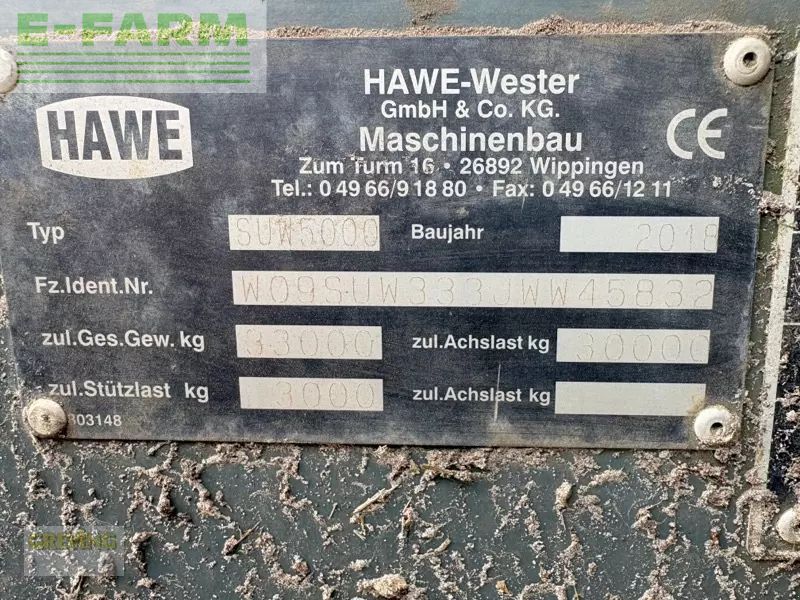 E-FARM
HAWE
HAWE-Wester
GmbH & Co. KG.
Maschinenbau
Zum Turm 16 • 26892 Wippingen
Tel.: 0 49 66/9 18 80 • Fax: 0 49 66/12 11
CE
Typ SUW5000 Baujahr 2018
Fz.Ident.Nr. W09SUW333JWW45832
zul.Ges.Gew. kg 33000 zul.Achslast kg 30000
zul.Stützlast kg 3000 zul.Achslast kg
803148
GREMING